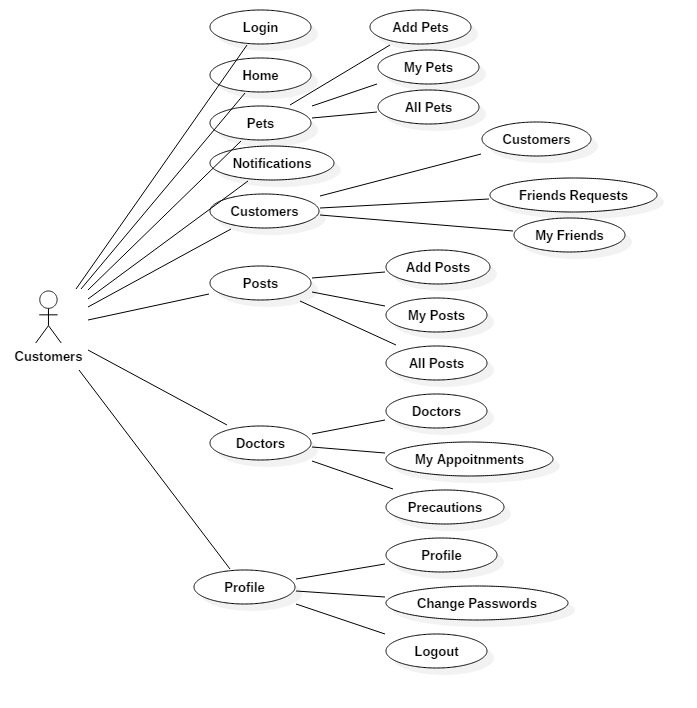 Login
Add Pets
Home
My Pets
All Pets
Pets
Customers
Notifications
Friends Requests
Customers
My Friends
Add Posts
Posts
My Posts
Customers
All Posts
Doctors
Doctors
My Appoitnments
Precautions
Profile
Profile
Change Passwords
Logout